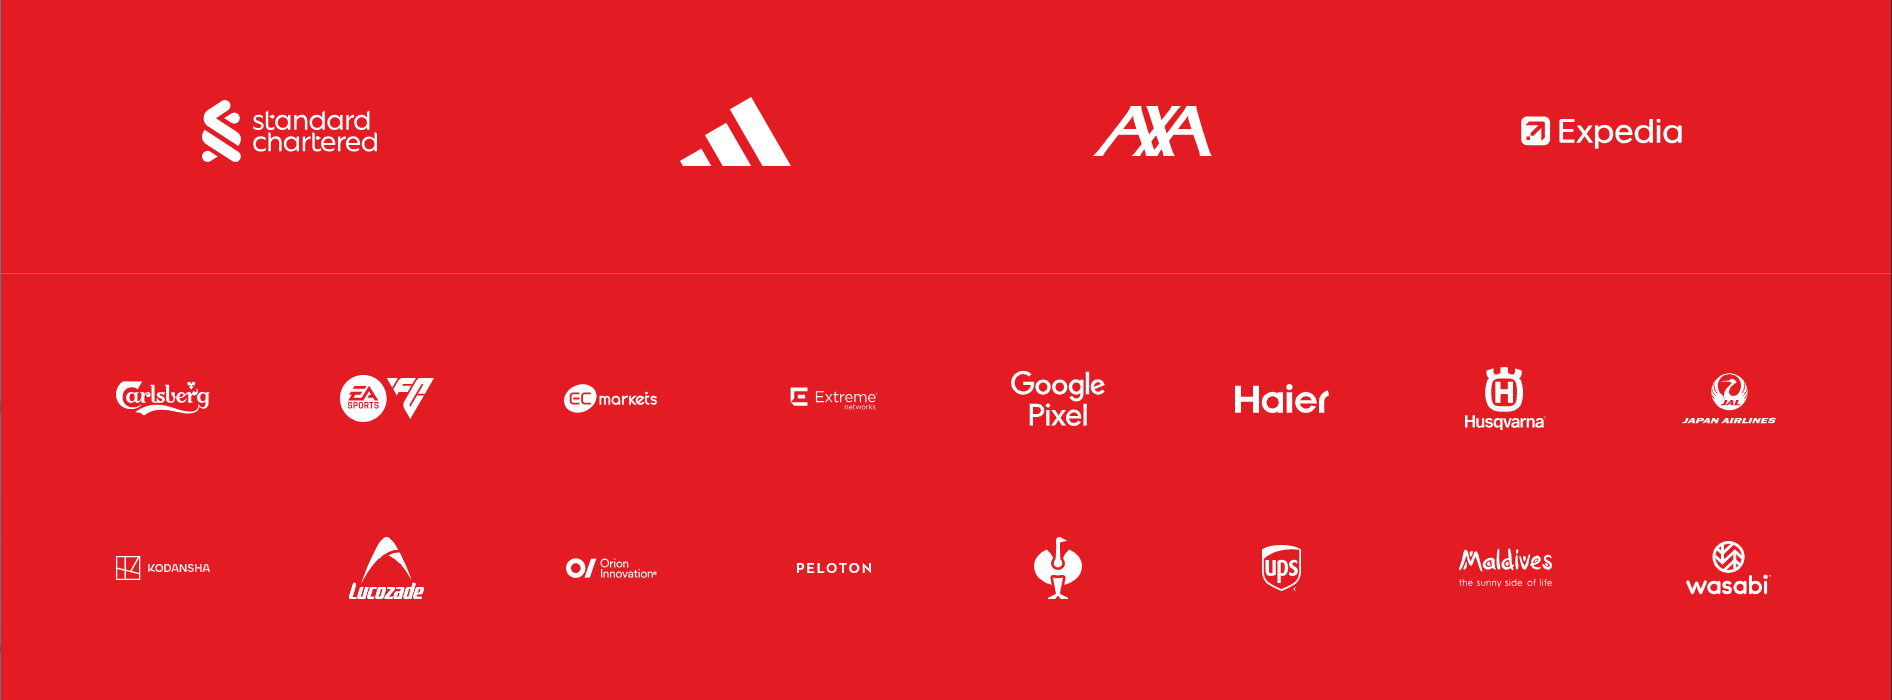 standard
chartered
AXA
Expedia
Carlsberg
EA
SPORTS
FC
EC markets
Extreme
networks
Google
Pixel
Haier
H
Husqvarna
JAL
JAPAN AIRLINES
KODANSHA
Lucozade
Orion
Innovation®
PELOTON
ups
Maldives
the sunny side of life
wasabi